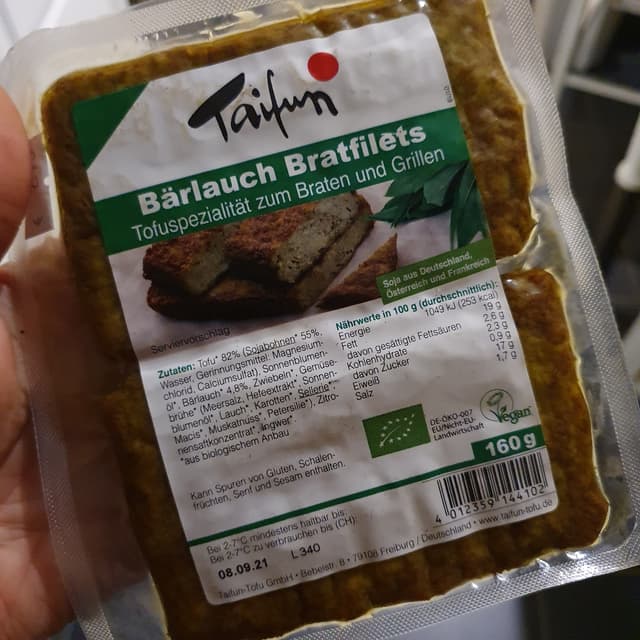 Taifun
Bärlauch Bratfilets
Tofuspezialität zum Braten und Grillen
Soja aus Deutschland,
Österreich und Frankreich
Serviervorschlag
Zutaten: Tofu* 82% (Sojabohnen* 55%,
Wasser, Gerinnungsmittel: Magnesium-
chlorid, Calciumsulfat), Sonnenblumen-
öl*, Bärlauch* 4,8%, Zwiebel*, Gemüse-
brühe* (Meersalz, Hefeextrakt*, Sonnen-
blumenöl*, Lauch*, Karotten*, Sellerie*,
Macis*, Muskatnuss*, Petersilie*), Zitro-
nensaftkonzentrat*, Ingwer*
*aus biologischem Anbau
Kann Spuren von Gluten, Schalen-
früchten, Senf und Sesam enthalten.
Nährwerte in 100 g (durchschnittlich):
Energie 1049 kJ (253 kcal)
Fett 19 g
davon gesättigte Fettsäuren 2,6 g
Kohlenhydrate 2,3 g
davon Zucker 0,9 g
Eiweiß 17 g
Salz 1,7 g
DE-ÖKO-007
EU/Nicht-EU-
Landwirtschaft
Vegan
160 g
4 012359 144102
Bei 2-7°C mindestens haltbar bis:
Bei 2-7°C zu verbrauchen bis (CH):
08.09.21 L 340
Taifun-Tofu GmbH • Bebelstr. 8 • 79108 Freiburg / Deutschland • www.taifun-tofu.de